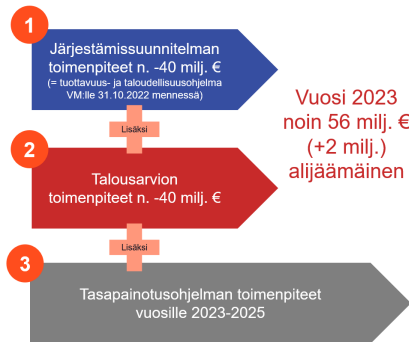 1
Järjestämissuunnitelman
toimenpiteet n. -40 milj. €
(= tuottavuus- ja taloudellisuusohjelma
VM:lle 31.10.2022 mennessä)
Lisäksi
2
Talousarvion
toimenpiteet n. -40 milj. €
Vuosi 2023
noin 56 milj. €
(+2 milj.)
alijäämäinen
Lisäksi
3
Tasapainotusohjelman toimenpiteet
vuosille 2023-2025